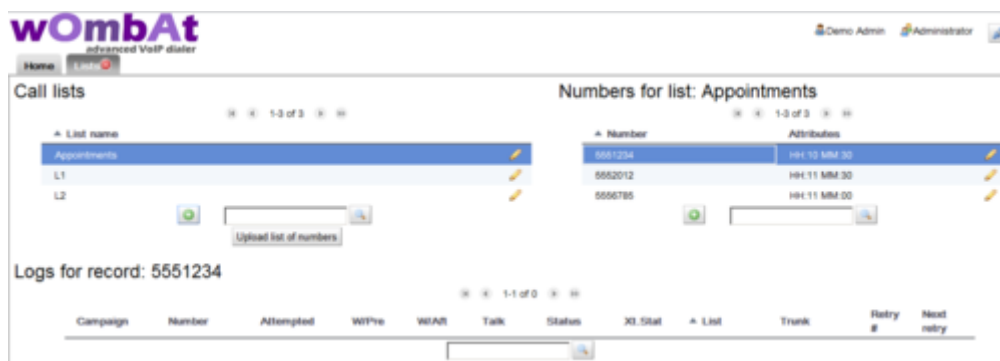 wOmbAt
advanced VoIP dialer
Demo Admin Administrator
Home Lists
Call lists
1-3 of 3
List name
Appointments
L1
L2
Upload list of numbers
Numbers for list: Appointments
1-3 of 3
Number Attributes
5551234 HH:10 MM:30
5552012 HH:11 MM:30
5556785 HH:11 MM:00
Logs for record: 5551234
1-1 of 0
Campaign Number Attempted W/Pre W/Aft Talk Status Xt.Stat List Trunk Retry # Next retry